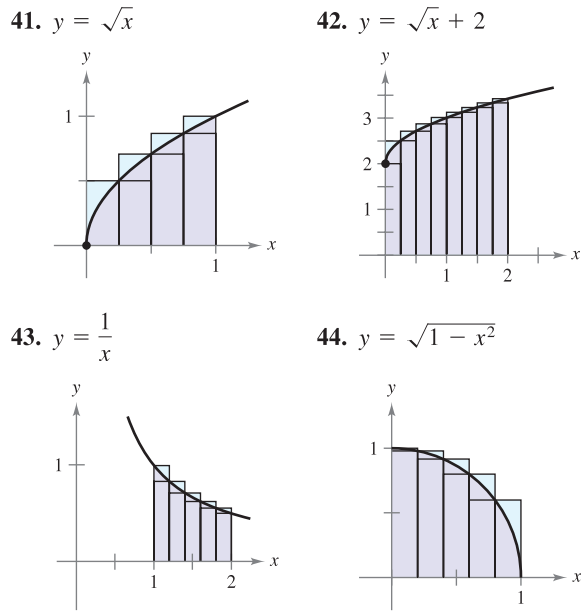 41. y = √x
42. y = √x + 2
y
1
x
1
y
3
2
1
x
1
2
43. y = 1/x
44. y = √1 − x²
y
1
x
1
2
y
1
x
1